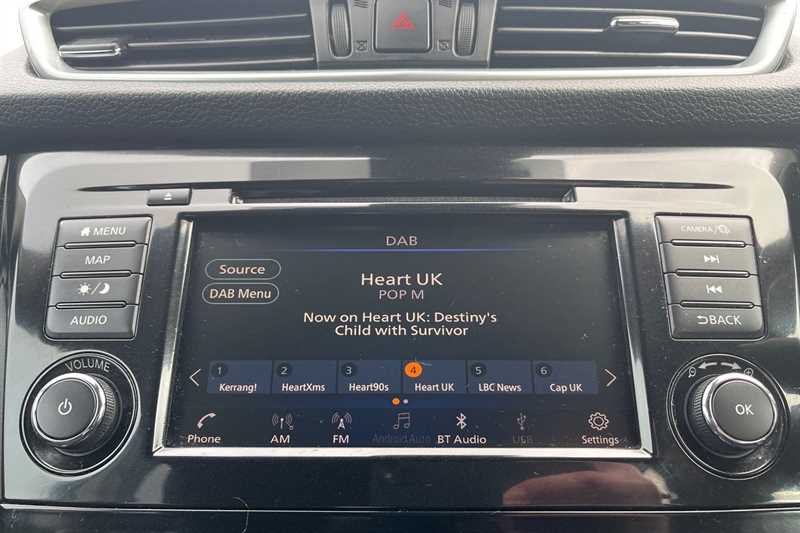 MENU
MAP
AUDIO
VOLUME
DAB
Source
DAB Menu
Heart UK
POP M
Now on Heart UK: Destiny's
Child with Survivor
1 2 3 4 5 6
Kerrang! HeartXms Heart90s Heart UK LBC News Cap UK
Phone AM FM Android Auto BT Audio USB Settings
CAMERA/
BACK
OK